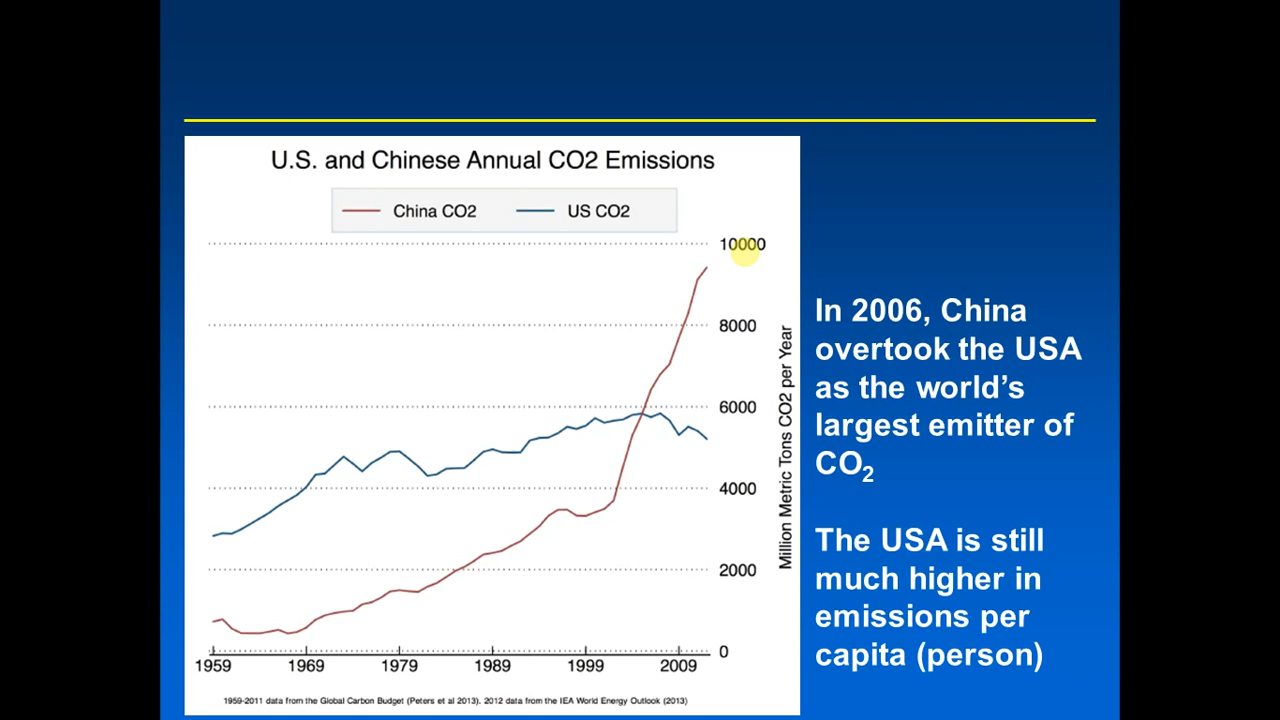 U.S. and Chinese Annual CO2 Emissions
China CO2
US CO2
10000
8000
6000
4000
2000
0
Million Metric Tons CO2 per Year
1959 1969 1979 1989 1999 2009
1959-2011 data from the Global Carbon Budget (Peters et al 2013). 2012 data from the IEA World Energy Outlook (2013)
In 2006, China
overtook the USA
as the world’s
largest emitter of
CO₂
The USA is still
much higher in
emissions per
capita (person)